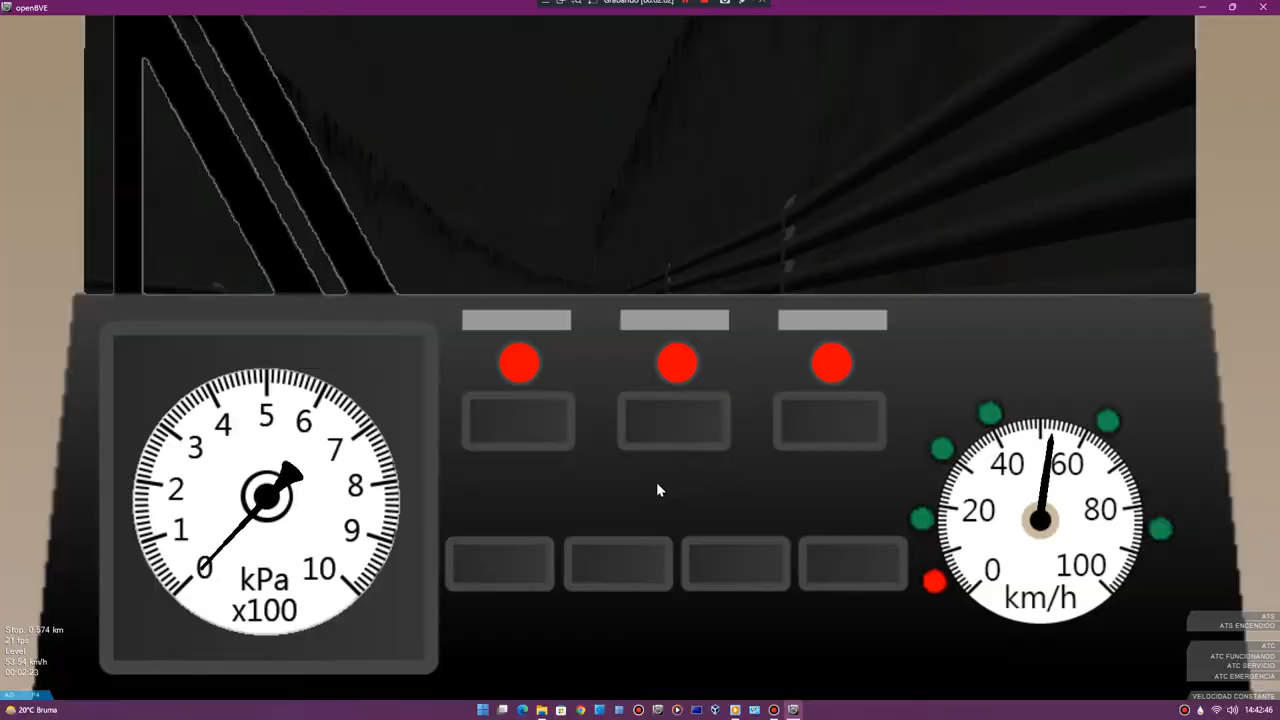 openBVE
Grabando [00:02:02]
0 1 2 3 4 5 6 7 8 9 10
kPa
x100
0 20 40 60 80 100
km/h
Stop: 0.574 km
21 fps
Level
53.54 km/h
00:02:23
P4
ATS
ATS ENCENDIDO
ATC
ATC FUNCIONANDO
ATC SERVICIO
ATC EMERGENCIA
VELOCIDAD CONSTANTE
20°C Bruma
14:42:46